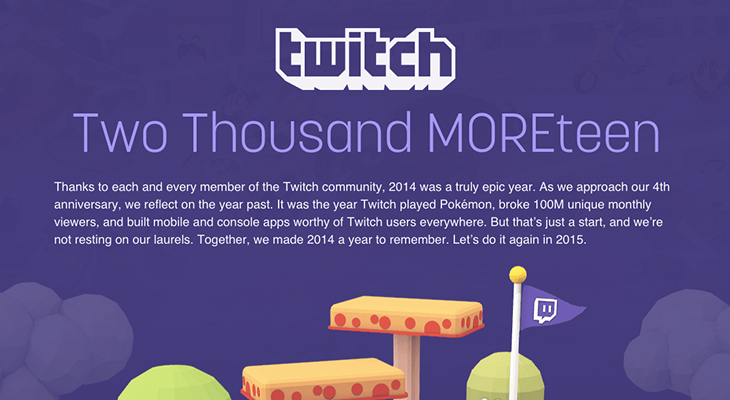 twitch
Two Thousand MOREteen
Thanks to each and every member of the Twitch community, 2014 was a truly epic year. As we approach our 4th
anniversary, we reflect on the year past. It was the year Twitch played Pokémon, broke 100M unique monthly
viewers, and built mobile and console apps worthy of Twitch users everywhere. But that’s just a start, and we’re
not resting on our laurels. Together, we made 2014 a year to remember. Let’s do it again in 2015.